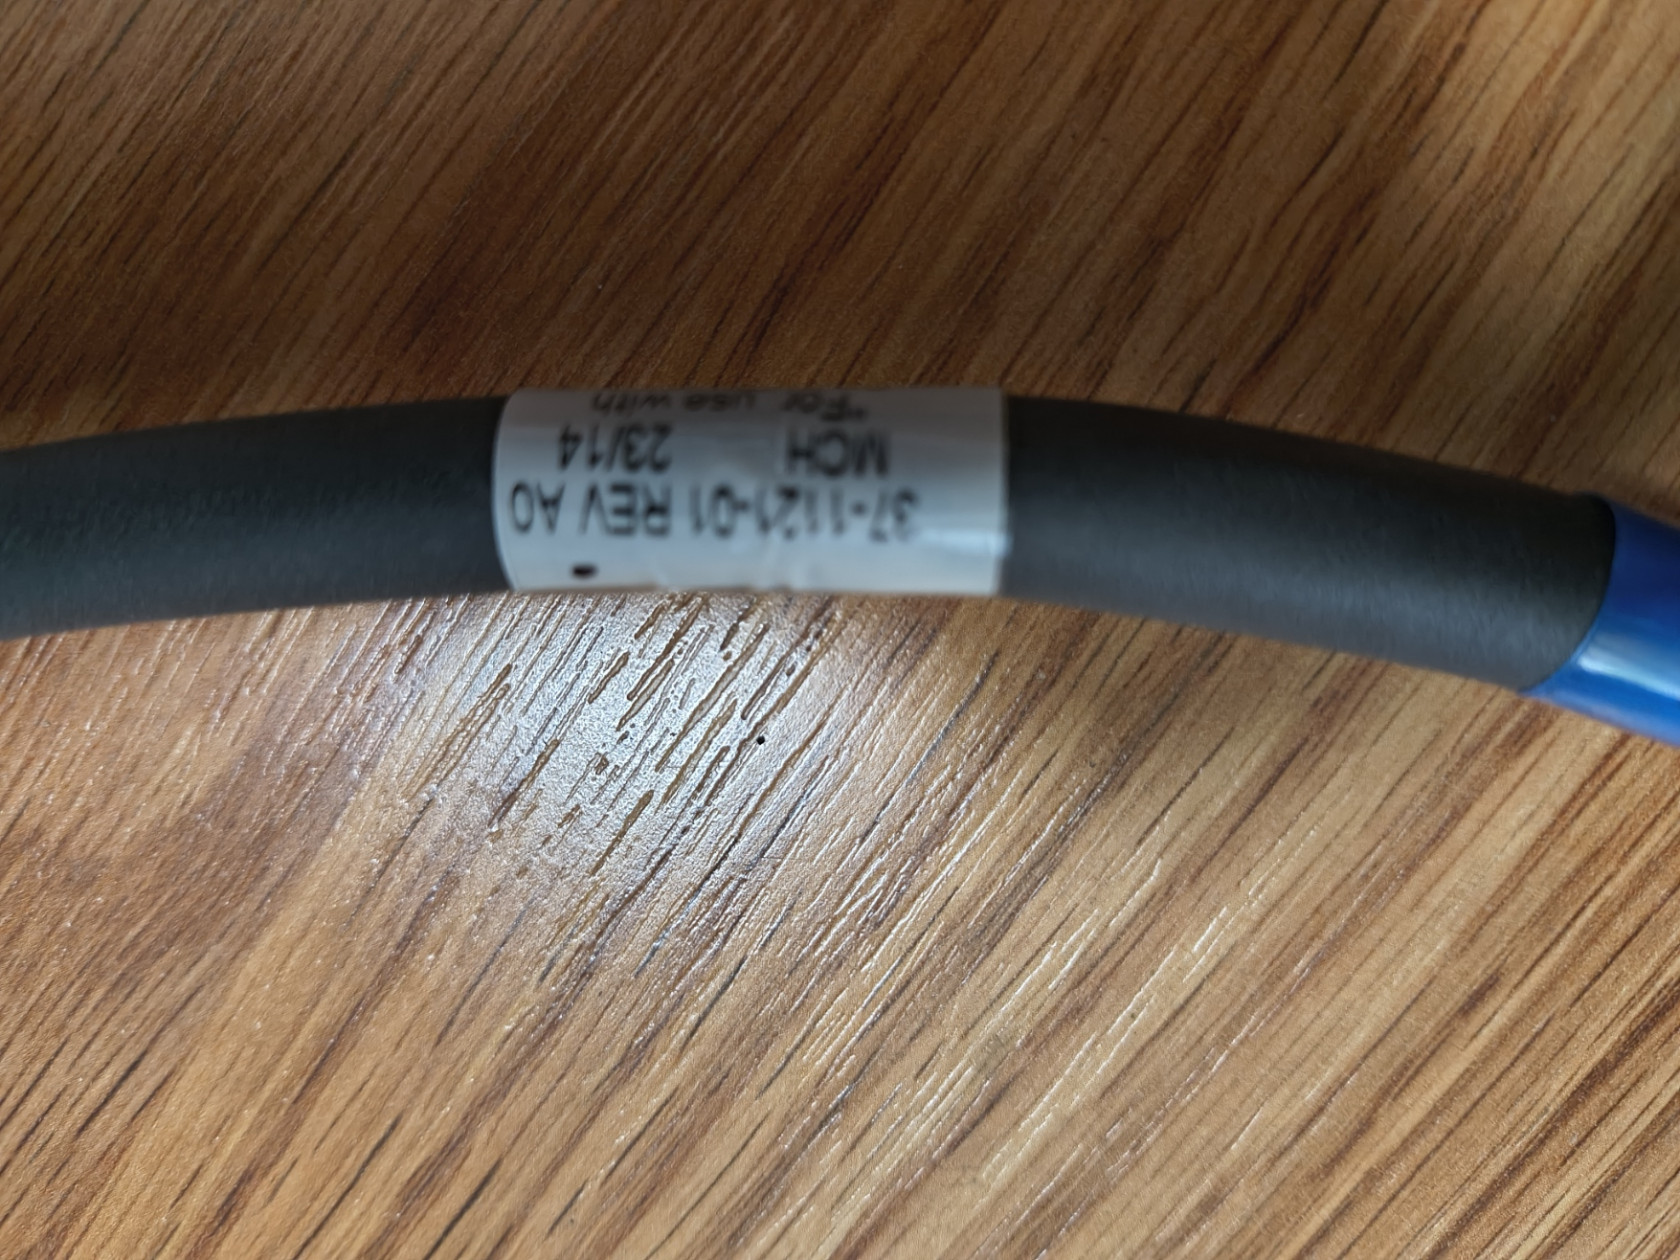 37-1121-01 REV A0
MCH 23/14
*For use with